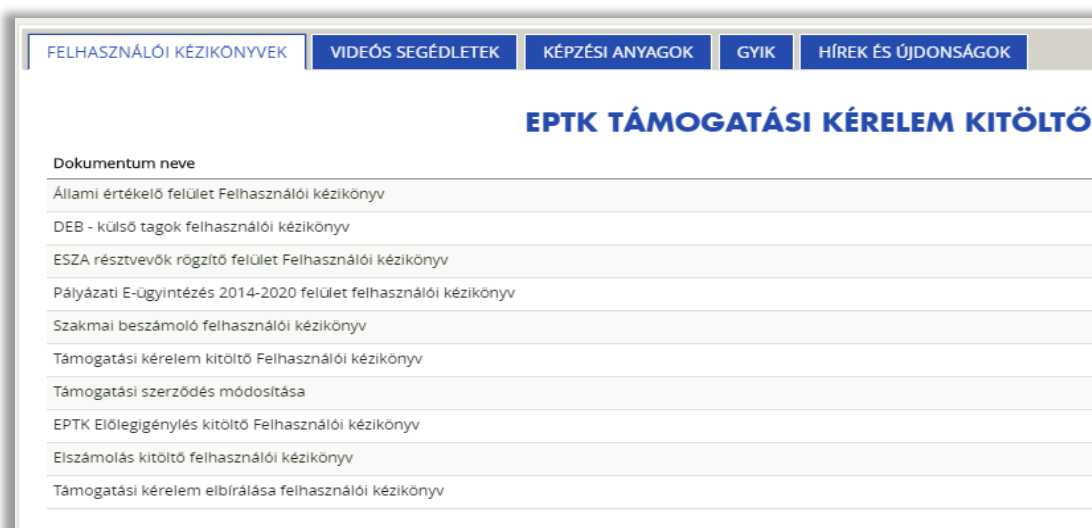 FELHASZNÁLÓI KÉZIKÖNYVEK VIDEÓS SEGÉDLETEK KÉPZÉSI ANYAGOK GYIK HÍREK ÉS ÚJDONSÁGOK
EPTK TÁMOGATÁSI KÉRELEM KITÖLTŐ
Dokumentum neve
Állami értékelő felület Felhasználói kézikönyv
DEB - külső tagok felhasználói kézikönyv
ESZA résztvevők rögzítő felület Felhasználói kézikönyv
Pályázati E-ügyintézés 2014-2020 felület felhasználói kézikönyv
Szakmai beszámoló felhasználói kézikönyv
Támogatási kérelem kitöltő Felhasználói kézikönyv
Támogatási szerződés módosítása
EPTK Előlegigénylés kitöltő Felhasználói kézikönyv
Elszámolás kitöltő felhasználói kézikönyv
Támogatási kérelem elbírálása felhasználói kézikönyv